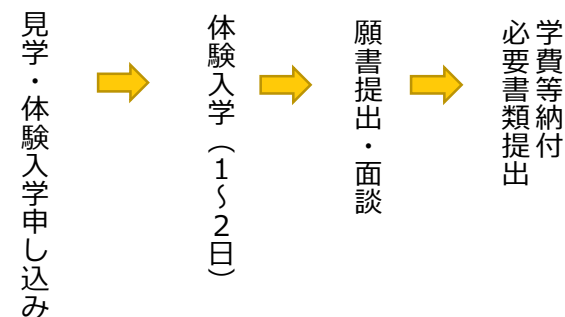 見学・体験入学申し込み
体験入学（1～2日）
願書提出・面談
学費等納付
必要書類提出